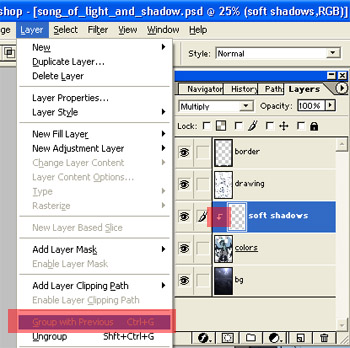 shop - [song_of_light_and_shadow.psd @ 25% (soft shadows,RGB)]
ge Layer Select Filter View Window Help
New
Duplicate Layer...
Delete Layer
Layer Properties...
Layer Style
New Fill Layer
New Adjustment Layer
Change Layer Content
Layer Content Options...
Type
Rasterize
New Layer Based Slice
Add Layer Mask
Enable Layer Mask
Add Layer Clipping Path
Enable Layer Clipping Path
Group with Previous Ctrl+G
Ungroup Shft+Ctrl+G
Style: Normal
Navigator History Path Layers
Multiply Opacity: 100%
Lock:
border
drawing
soft shadows
colors
bg